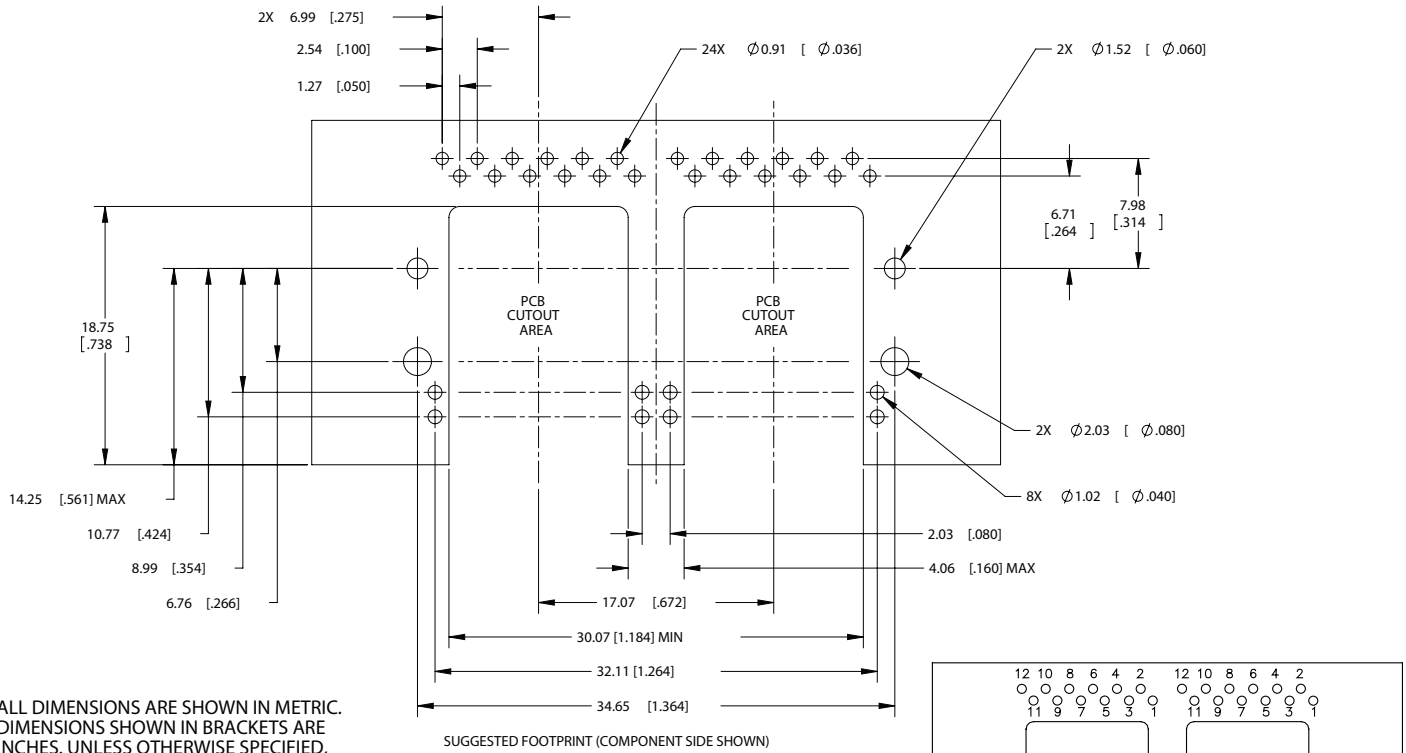 2X 6.99 [.275]
2.54 [.100]
1.27 [.050]
24X Ø0.91 [ Ø.036]
2X Ø1.52 [ Ø.060]
6.71
[.264 ]
7.98
[.314 ]
18.75
[.738 ]
PCB
CUTOUT
AREA
PCB
CUTOUT
AREA
2X Ø2.03 [ Ø.080]
8X Ø1.02 [ Ø.040]
14.25 [.561] MAX
10.77 [.424]
8.99 [.354]
6.76 [.266]
2.03 [.080]
4.06 [.160] MAX
17.07 [.672]
30.07 [1.184] MIN
32.11 [1.264]
34.65 [1.364]
ALL DIMENSIONS ARE SHOWN IN METRIC.
DIMENSIONS SHOWN IN BRACKETS ARE
INCHES, UNLESS OTHERWISE SPECIFIED.
SUGGESTED FOOTPRINT (COMPONENT SIDE SHOWN)
12 10 8 6 4 2 12 10 8 6 4 2
11 9 7 5 3 1 11 9 7 5 3 1